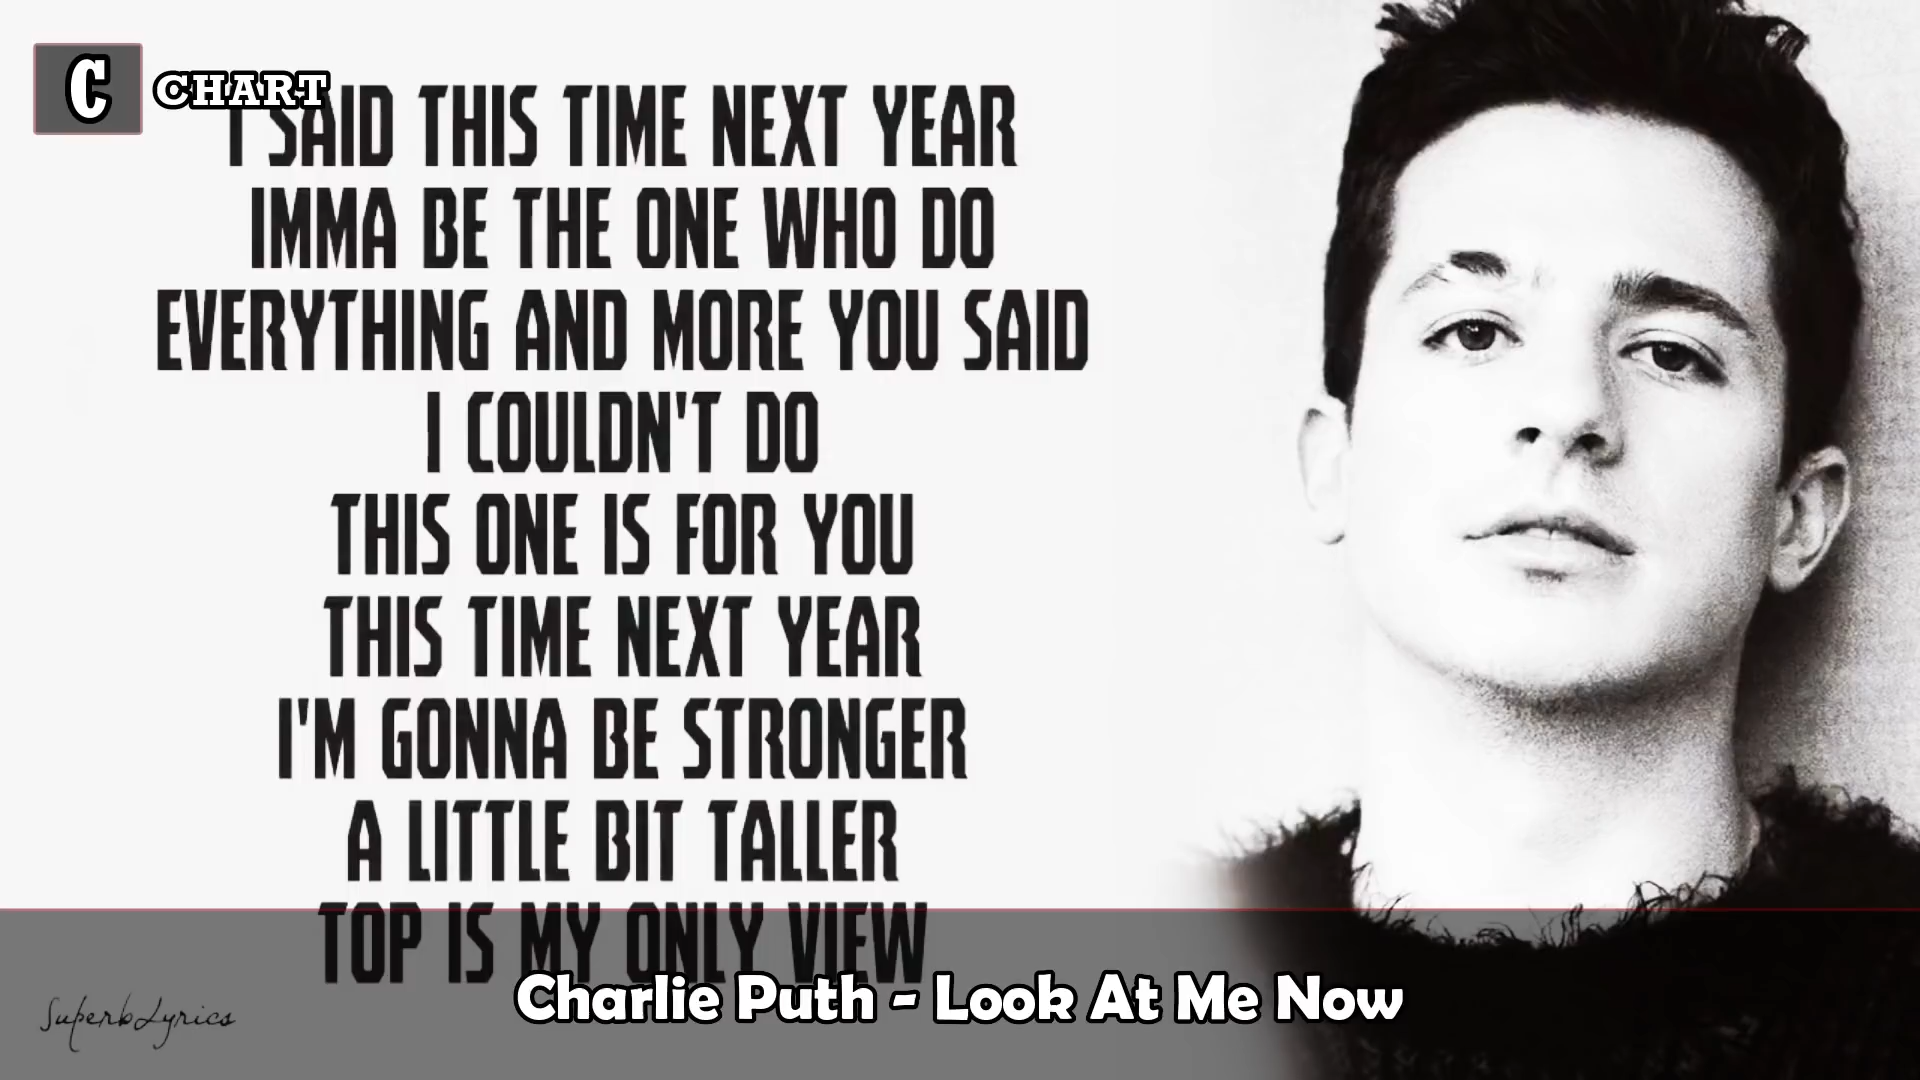 C CHART
I SAID THIS TIME NEXT YEAR
IMMA BE THE ONE WHO DO
EVERYTHING AND MORE YOU SAID
I COULDN'T DO
THIS ONE IS FOR YOU
THIS TIME NEXT YEAR
I'M GONNA BE STRONGER
A LITTLE BIT TALLER
TOP IS MY ONLY VIEW
Charlie Puth - Look At Me Now
SuperbLyrics